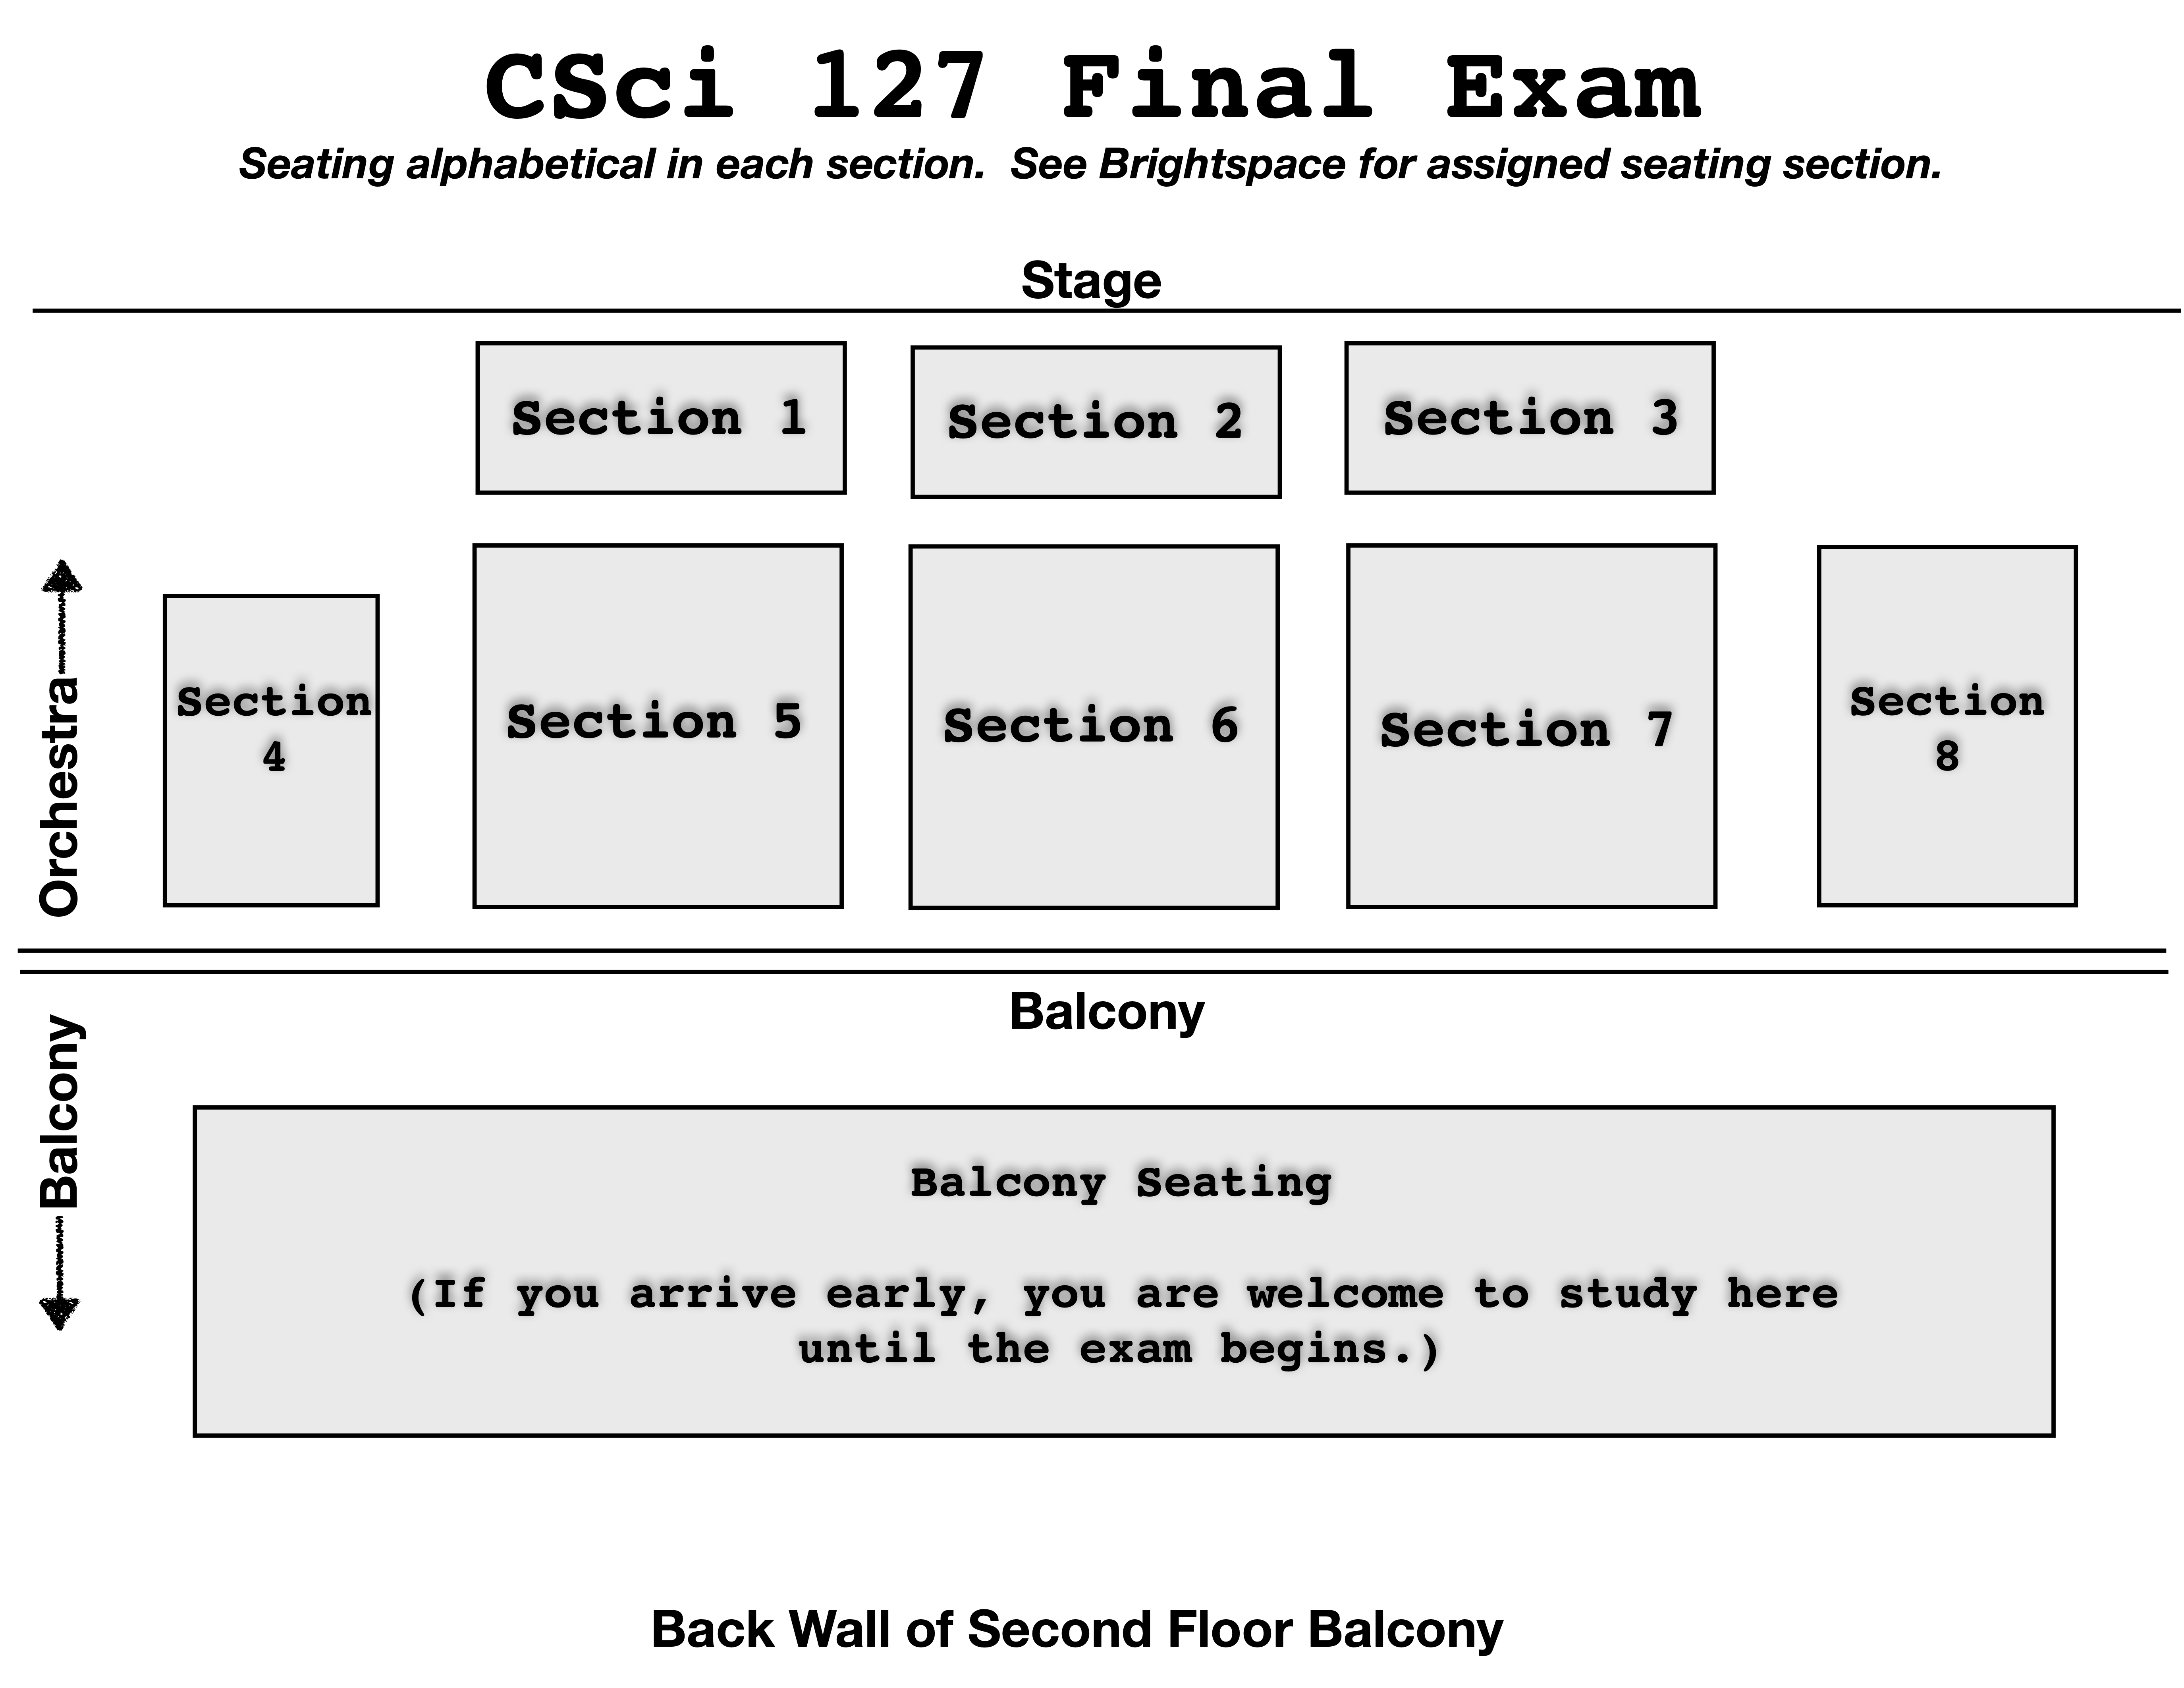 CSci 127 Final Exam
Seating alphabetical in each section. See Brightspace for assigned seating section.
Stage
Section 1
Section 2
Section 3
Orchestra
Section
4
Section 5
Section 6
Section 7
Section
8
Balcony
Balcony
Balcony Seating
(If you arrive early, you are welcome to study here
until the exam begins.)
Back Wall of Second Floor Balcony